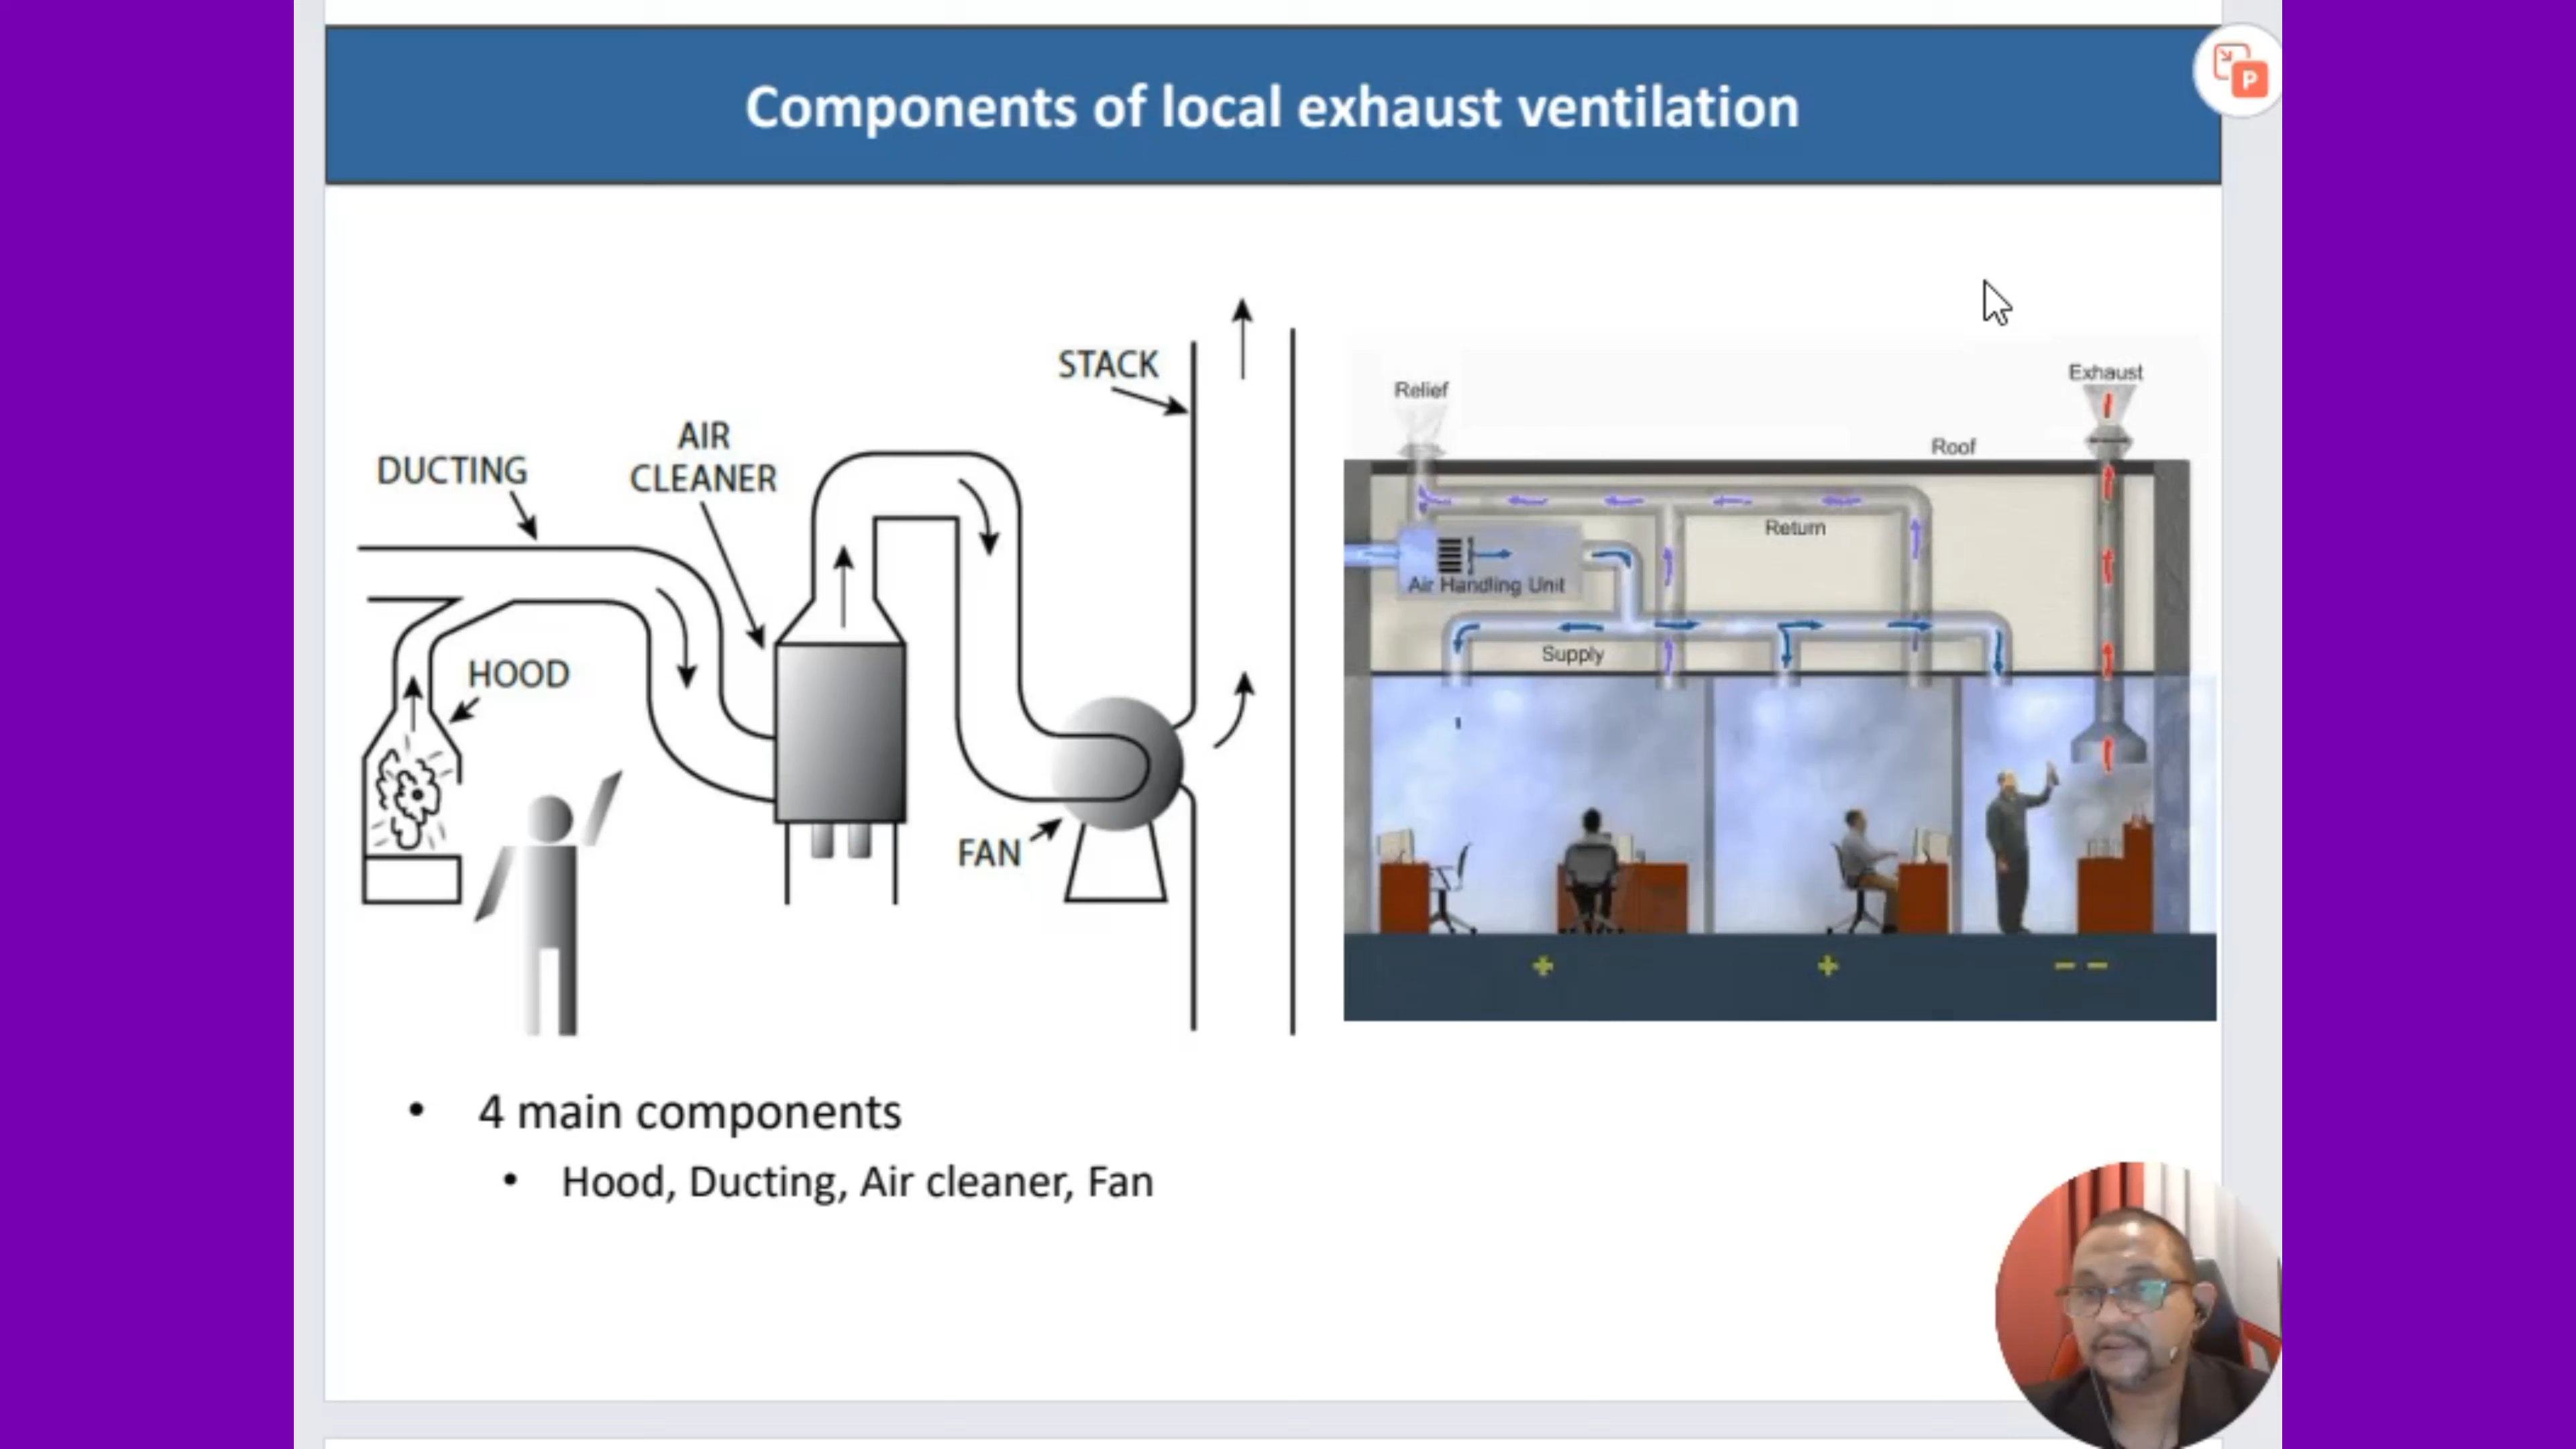 Components of local exhaust ventilation
P
STACK
AIR
CLEANER
DUCTING
HOOD
FAN
Relief
Exhaust
Roof
Return
Air Handling Unit
Supply
+
+
– –
• 4 main components
• Hood, Ducting, Air cleaner, Fan